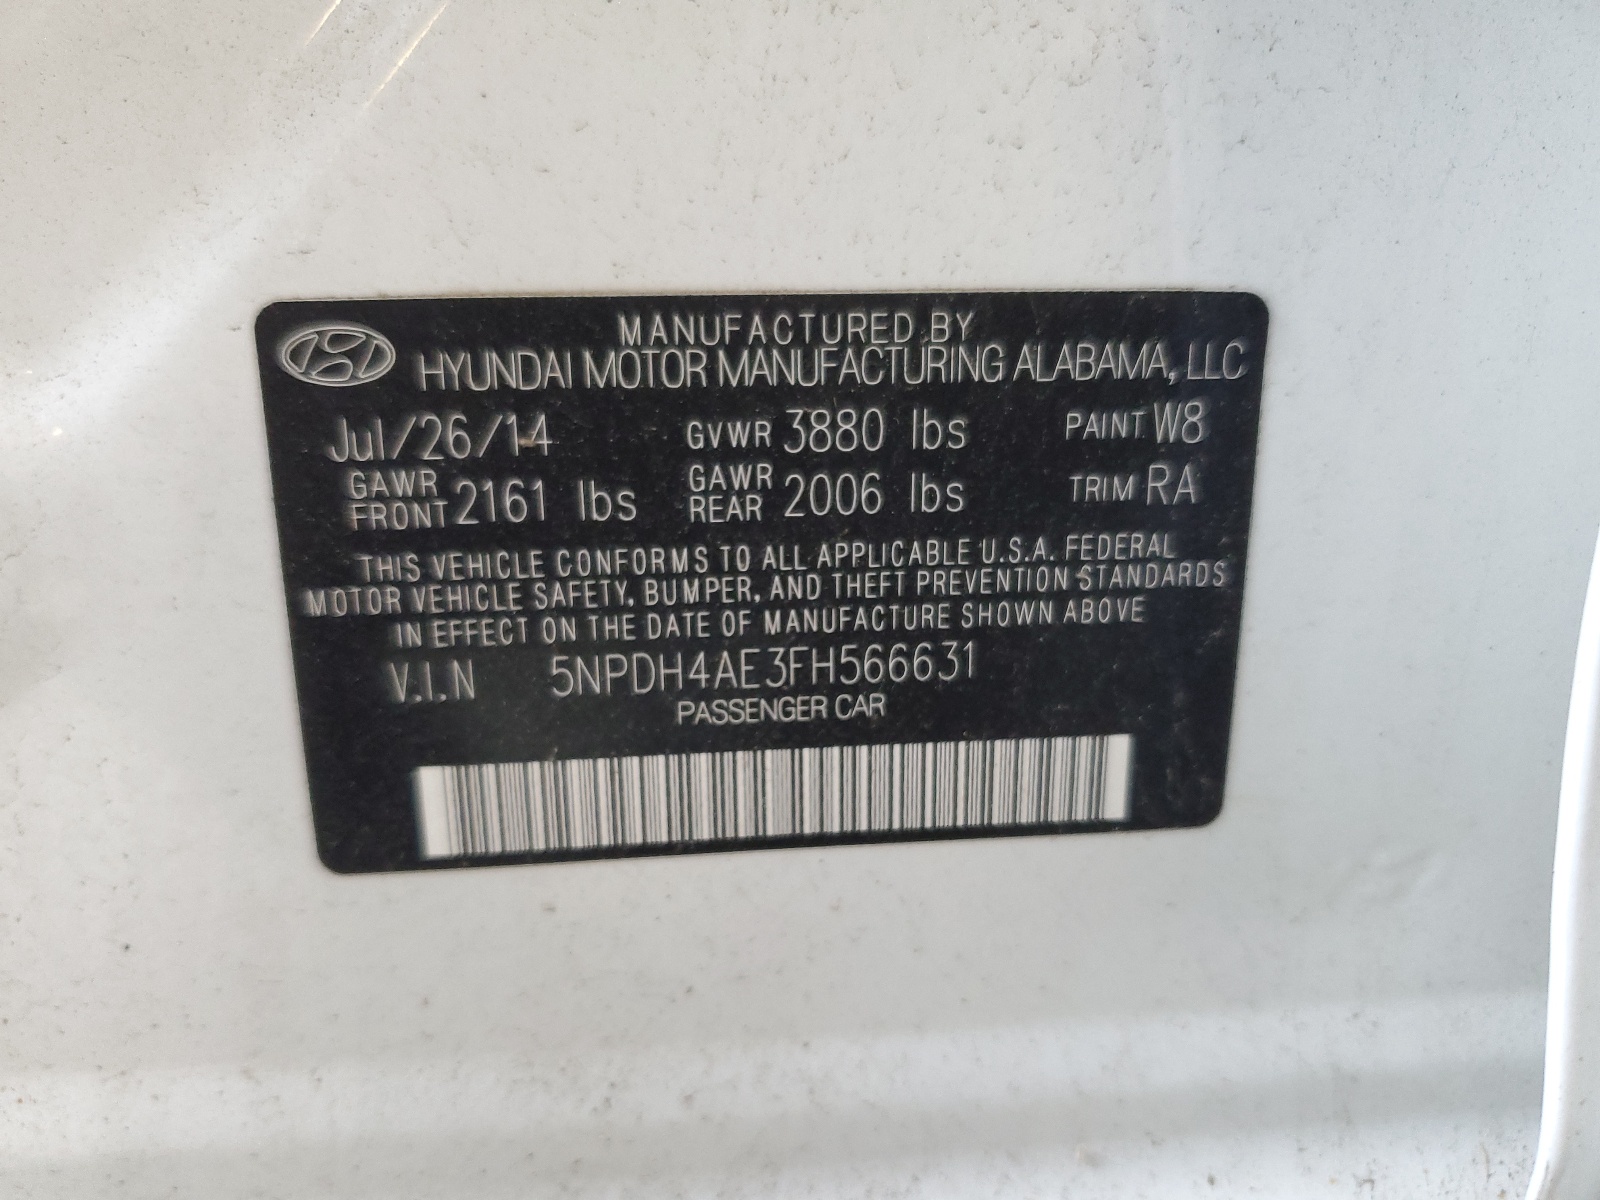 MANUFACTURED BY
HYUNDAI MOTOR MANUFACTURING ALABAMA, LLC
Jul/26/14 GVWR 3880 lbs PAINT W8
GAWR FRONT 2161 lbs GAWR REAR 2006 lbs TRIM RA
THIS VEHICLE CONFORMS TO ALL APPLICABLE U.S.A. FEDERAL
MOTOR VEHICLE SAFETY, BUMPER, AND THEFT PREVENTION STANDARDS
IN EFFECT ON THE DATE OF MANUFACTURE SHOWN ABOVE
V.I.N 5NPDH4AE3FH566631
PASSENGER CAR